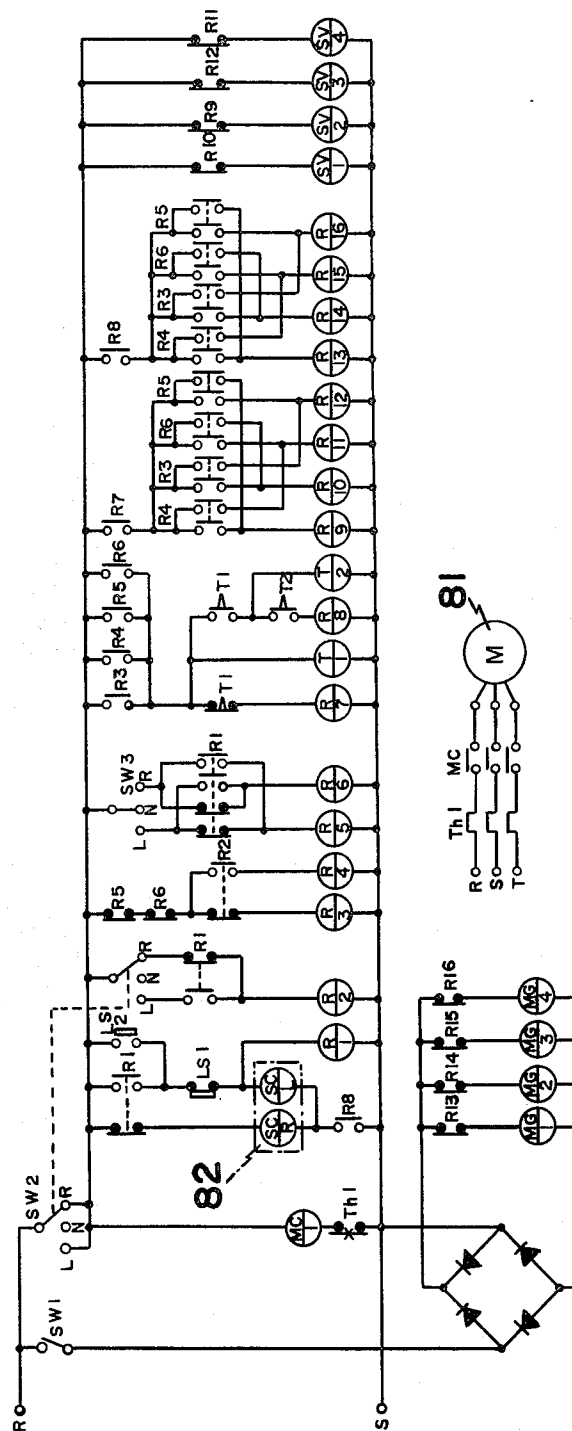 R
S
SW1
SW2
L
N
R
MC
1
Th1
82
R1
LS2
LS1
SC
R
SC
L
R8
R
1
L
N
R
R1
R
2
R5
R6
R2
R
3
R
4
SW3
L
N
R
R1
R
5
R
6
R3
R4
R5
R6
T1
T1
T2
R
7
T
1
R
8
T
2
R7
R4
R3
R6
R5
R
9
R
10
R
11
R
12
R8
R4
R3
R6
R5
R
13
R
14
R
15
R
16
R10
R9
R12
R11
SV
1
SV
2
SV
3
SV
4
R13
R14
R15
R16
MG
1
MG
2
MG
3
MG
4
R
S
T
Th1
MC
M
81